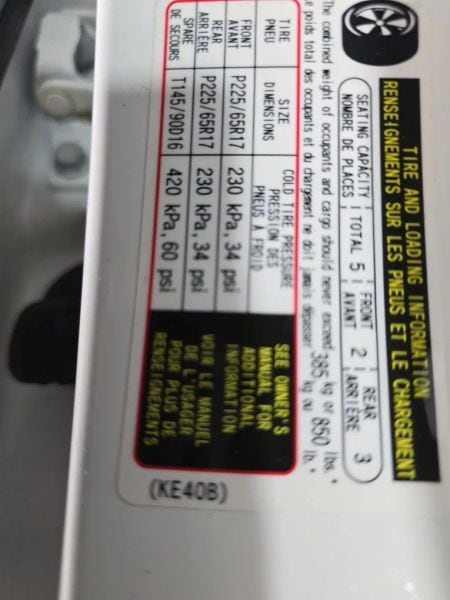 TIRE AND LOADING INFORMATION
RENSEIGNEMENTS SUR LES PNEUS ET LE CHARGEMENT
SEATING CAPACITY
NOMBRE DE PLACES
TOTAL 5
FRONT
AVANT
2
REAR
ARRIÈRE
3
The combined weight of occupants and cargo should never exceed 385 kg or 850 lbs.
Le poids total des occupants et du chargement ne doit jamais dépasser kg ou lb.
TIRE
PNEU
SIZE
DIMENSIONS
COLD TIRE PRESSURE
PRESSION DES
PNEUS À FROID
FRONT
AVANT
P225/65R17
230 kPa, 34 psi
REAR
ARRIÈRE
P225/65R17
230 kPa, 34 psi
SPARE
DE SECOURS
T145/90D16
420 kPa, 60 psi
SEE OWNER'S
MANUAL FOR
ADDITIONAL
INFORMATION
VOIR LE MANUEL
DE L'USAGER
POUR PLUS DE
RENSEIGNEMENTS
(KE40B)